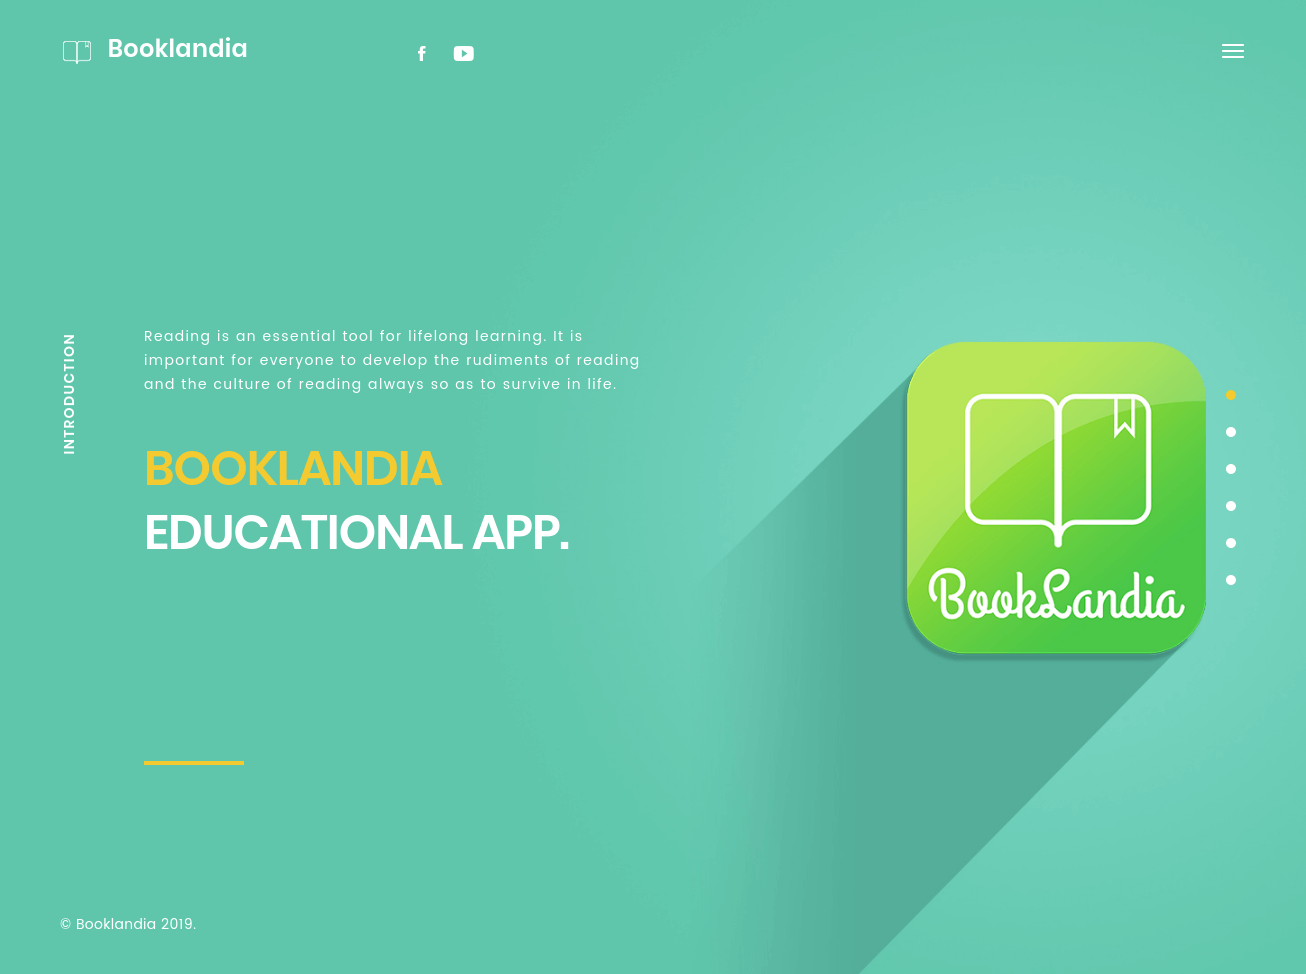 Booklandia
INTRODUCTION
Reading is an essential tool for lifelong learning. It is
important for everyone to develop the rudiments of reading
and the culture of reading always so as to survive in life.
BOOKLANDIA
EDUCATIONAL APP.
BookLandia
© Booklandia 2019.